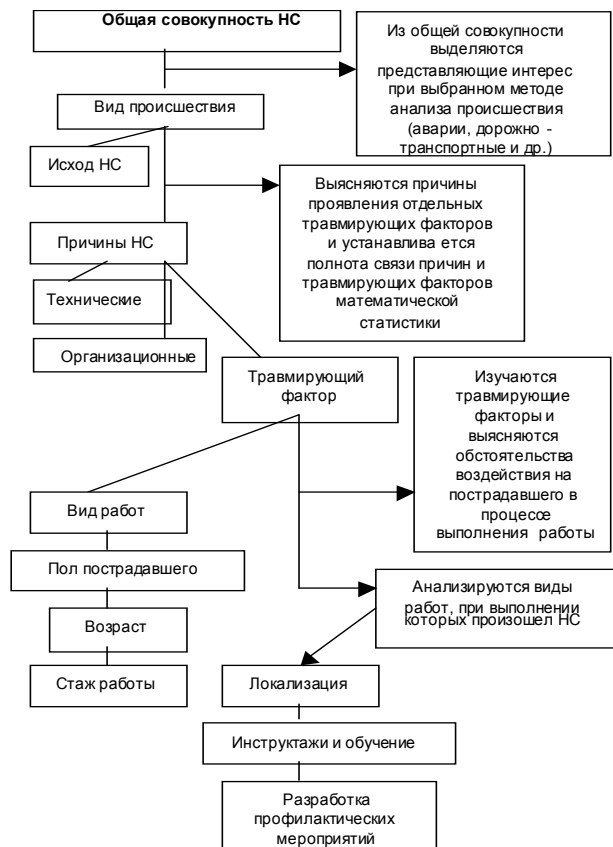 Общая совокупность НС
Из общей совокупности
выделяются
представляющие интерес
при выбранном методе
анализа происшествия
(аварии, дорожно -
транспортные и др.)
Вид происшествия
Исход НС
Выясняются причины
проявления отдельных
травмирующих факторов
и устанавлива ется
полнота связи причин и
травмирующих факторов
математической
статистики
Причины НС
Технические
Организационные
Травмирующий
фактор
Изучаются
травмирующие
факторы и
выясняются
обстоятельства
воздействия на
пострадавшего в
процессе
выполнения работы
Вид работ
Пол пострадавшего
Возраст
Стаж работы
Анализируются виды
работ, при выполнении
которых произошел НС
Локализация
Инструктажи и обучение
Разработка
профилактических
мероприятий